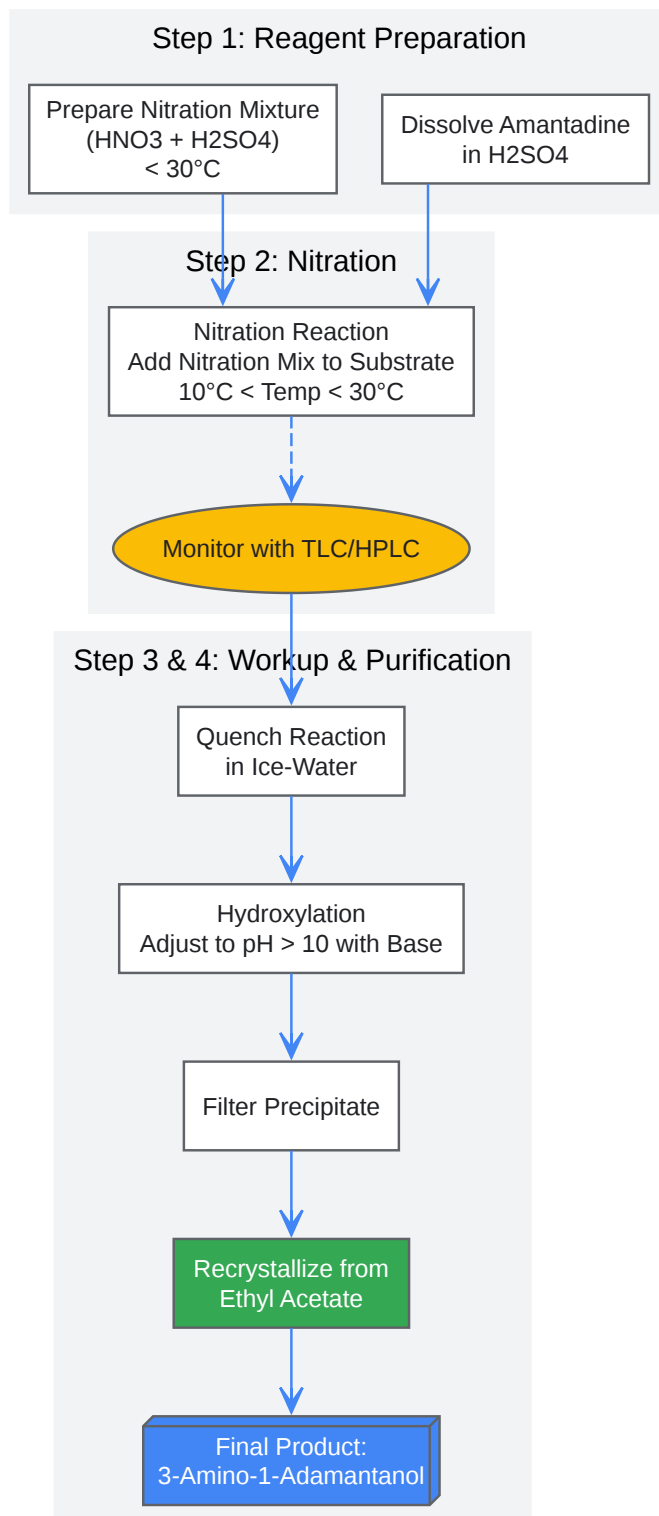 Step 1: Reagent Preparation
Prepare Nitration Mixture
(HNO3 + H2SO4)
< 30°C
Dissolve Amantadine
in H2SO4
Step 2: Nitration
Nitration Reaction
Add Nitration Mix to Substrate
10°C < Temp < 30°C
Monitor with TLC/HPLC
Step 3 & 4: Workup & Purification
Quench Reaction
in Ice-Water
Hydroxylation
Adjust to pH > 10 with Base
Filter Precipitate
Recrystallize from
Ethyl Acetate
Final Product:
3-Amino-1-Adamantanol